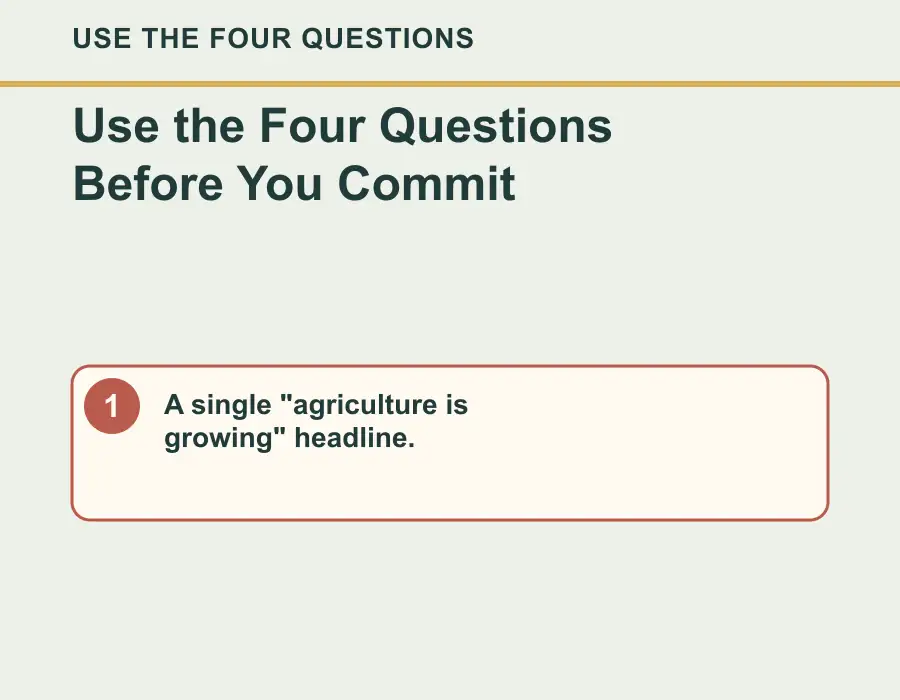 USE THE FOUR QUESTIONS
Use the Four Questions
Before You Commit
1
A single "agriculture is
growing" headline.